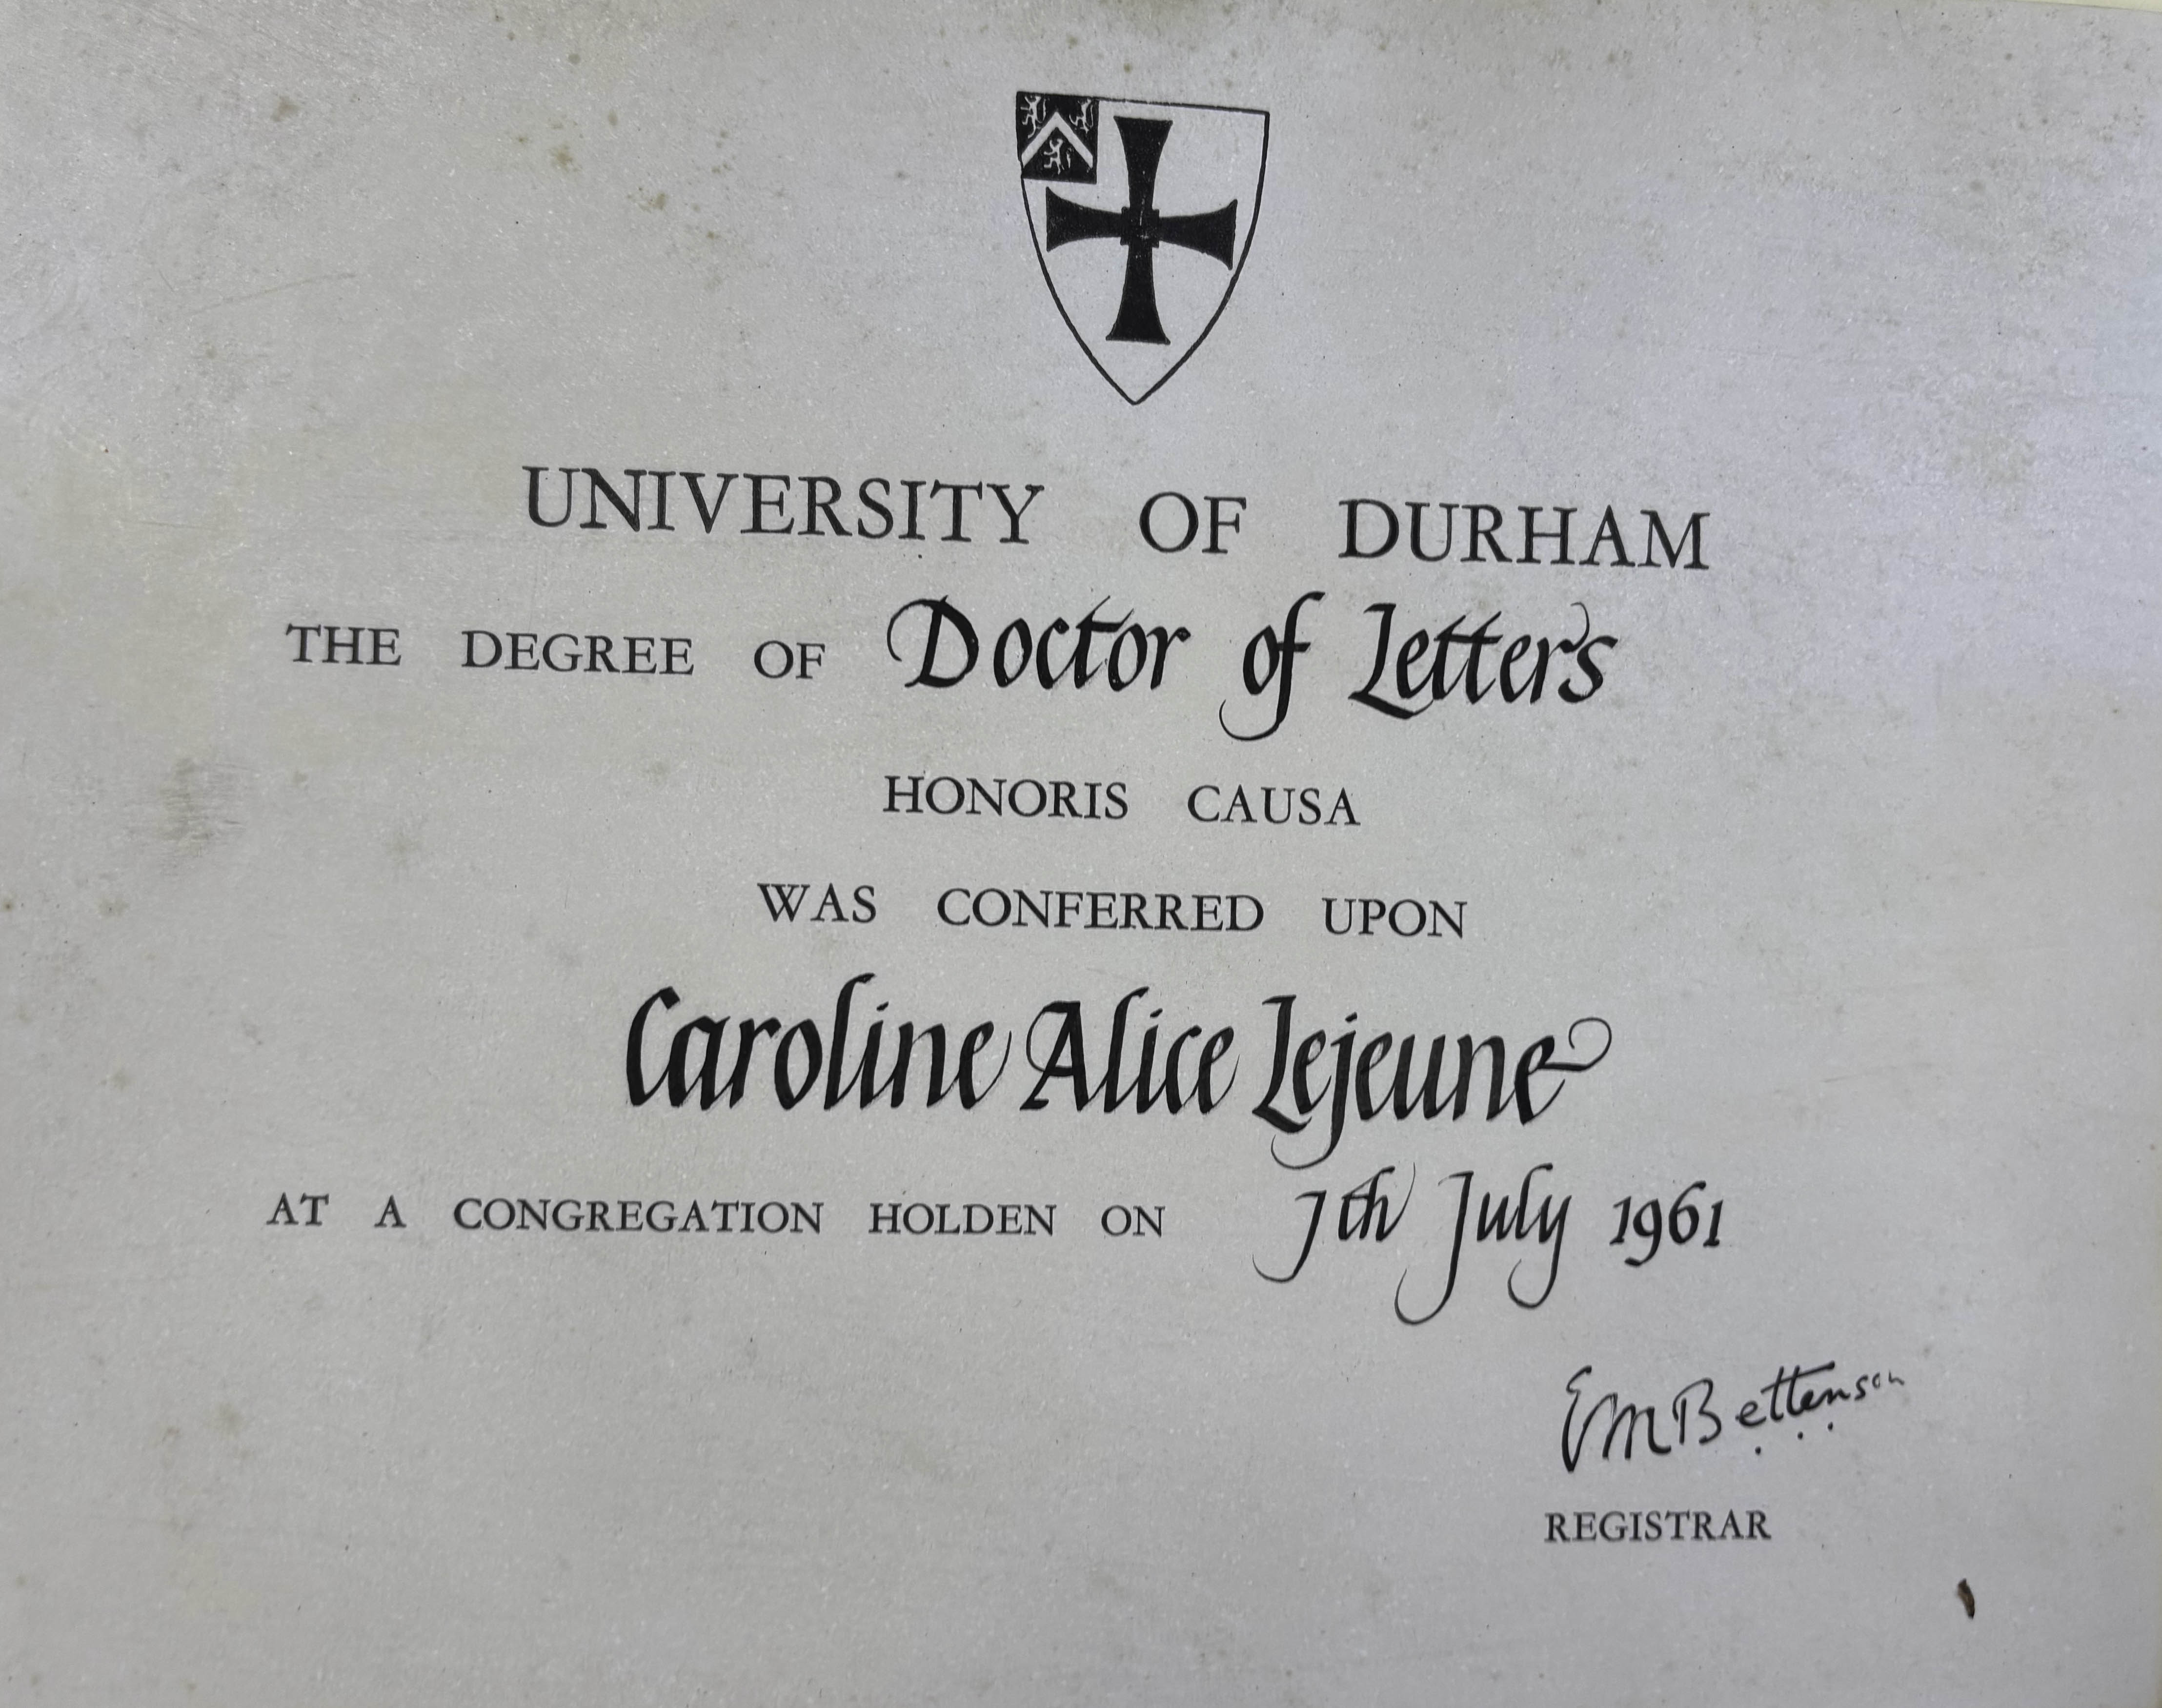 UNIVERSITY OF DURHAM
THE DEGREE OF Doctor of Letters
HONORIS CAUSA
WAS CONFERRED UPON
Caroline Alice Lejeune
AT A CONGREGATION HOLDEN ON 7th July 1961
EMBettenson
REGISTRAR